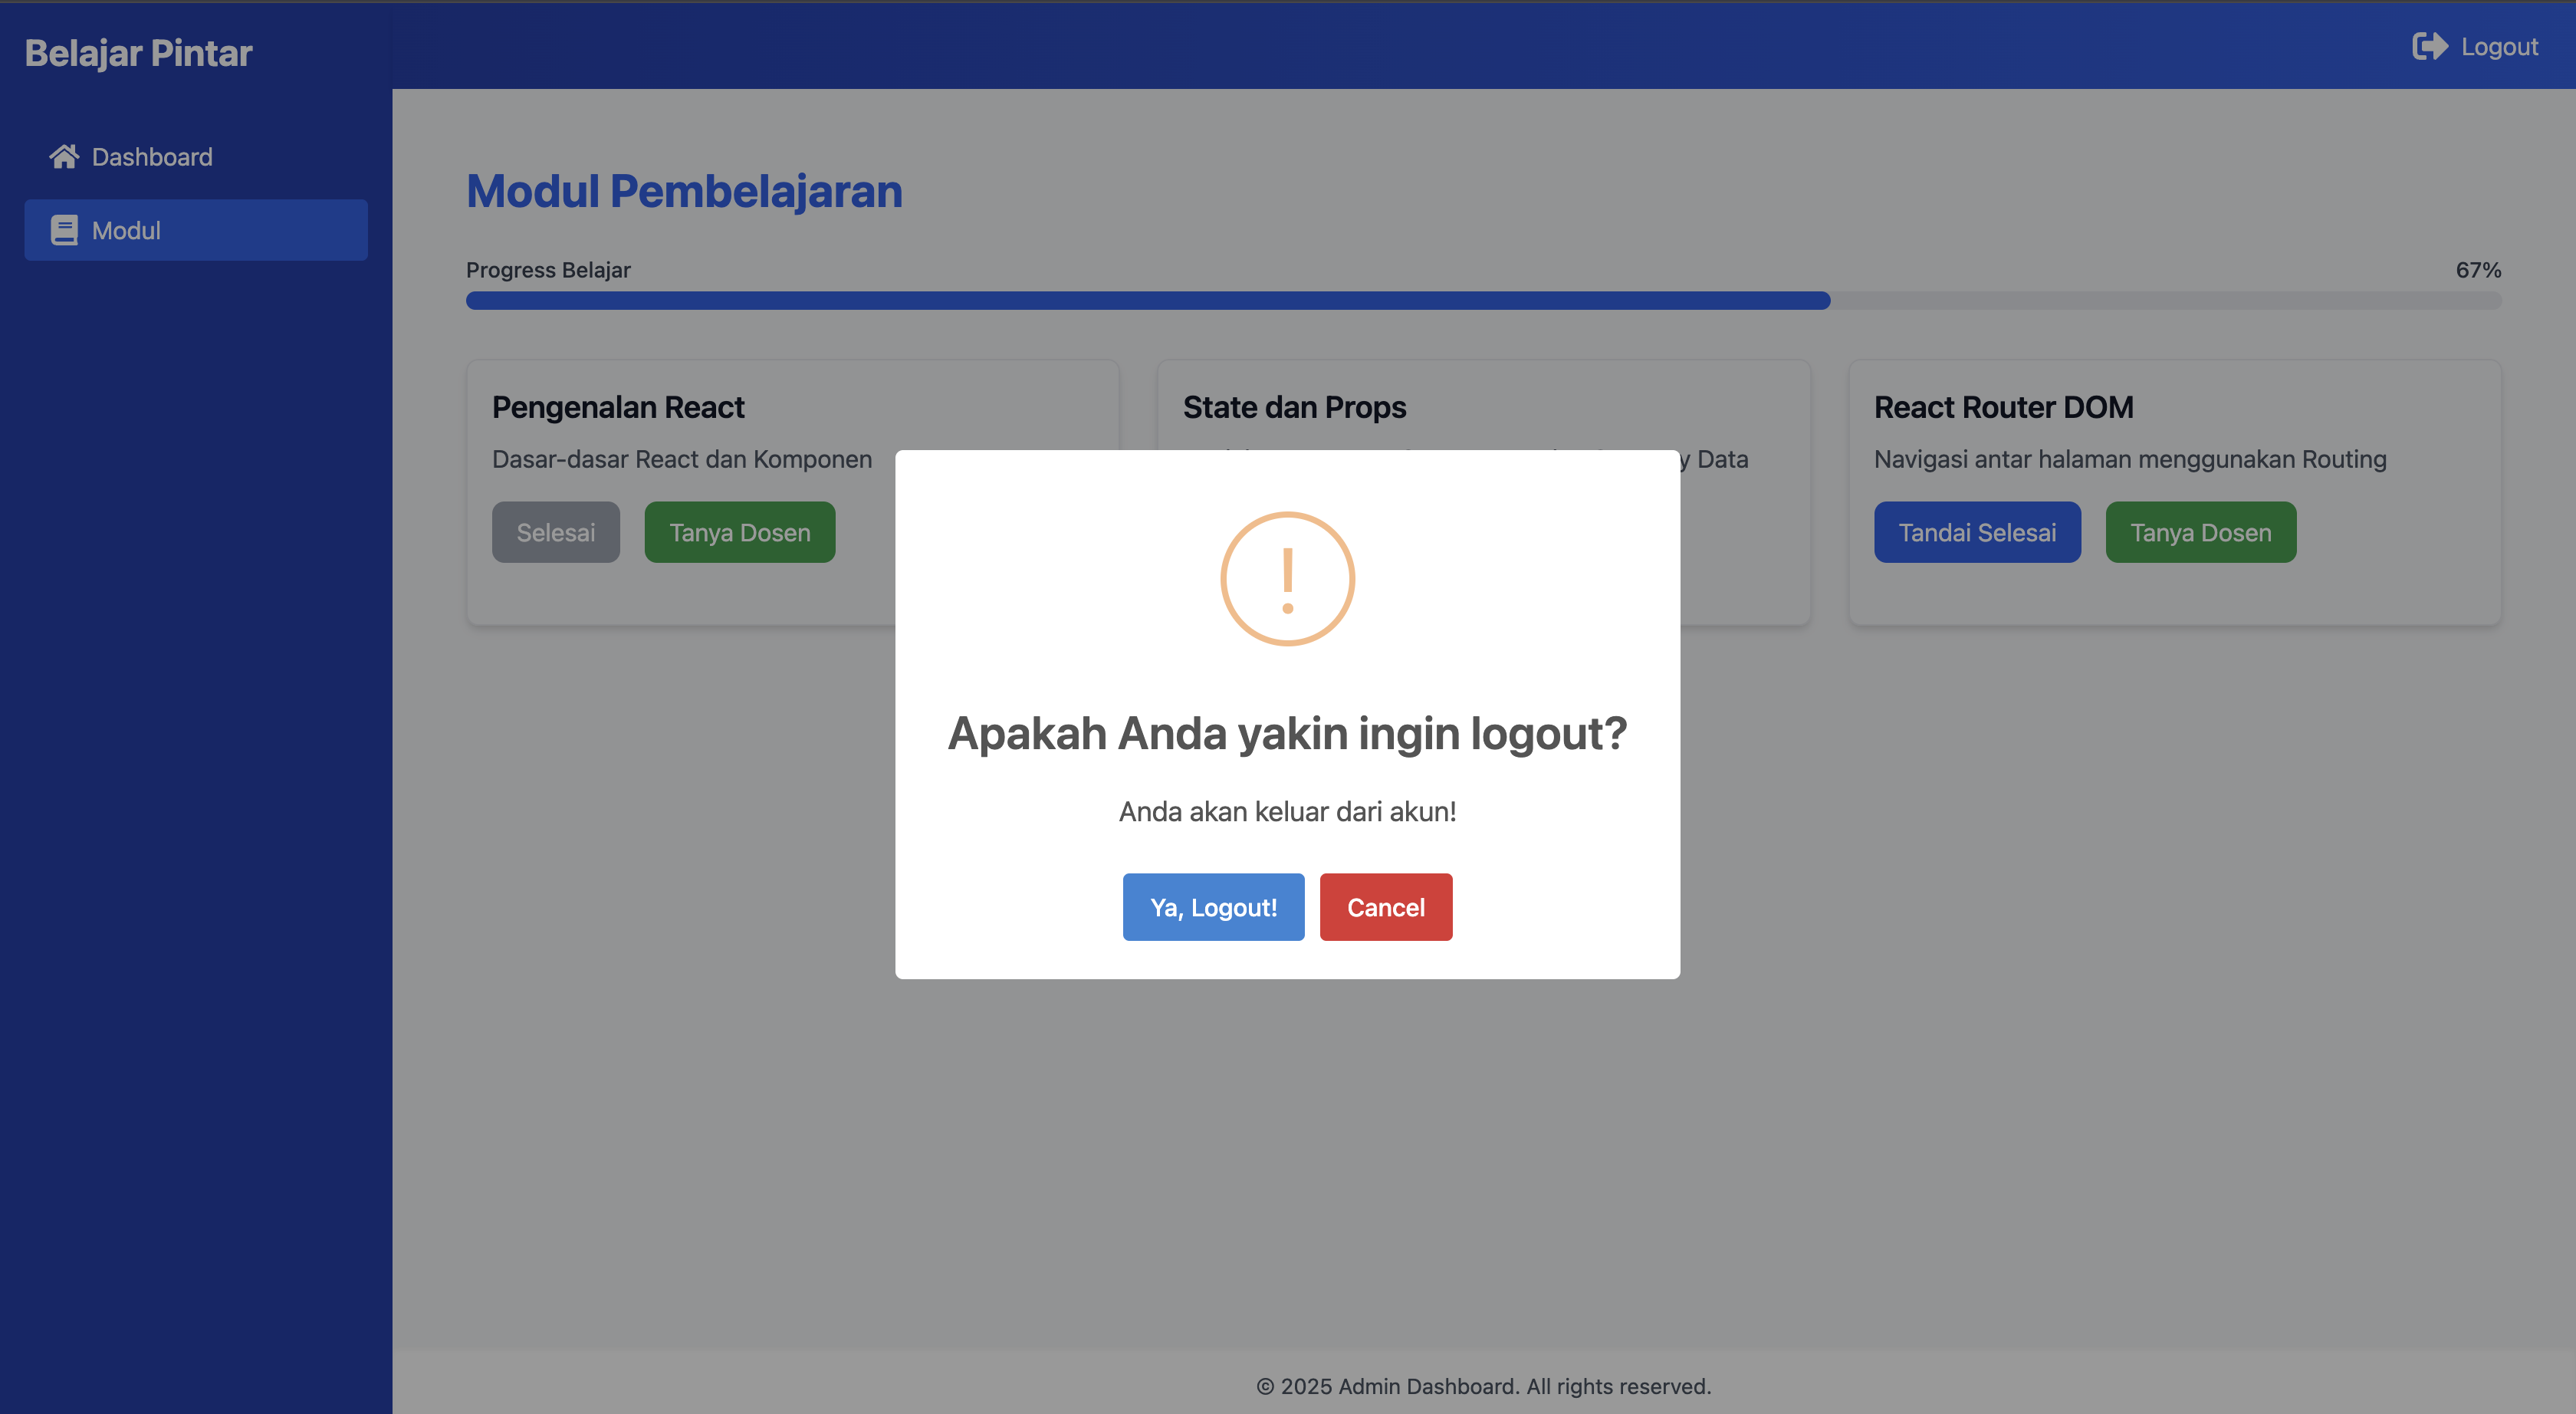 Belajar Pintar
Logout
Dashboard
Modul
Modul Pembelajaran
Progress Belajar
67%
Pengenalan React
Dasar-dasar React dan Komponen
Selesai
Tanya Dosen
State dan Props
Data
React Router DOM
Navigasi antar halaman menggunakan Routing
Tandai Selesai
Tanya Dosen
!
Apakah Anda yakin ingin logout?
Anda akan keluar dari akun!
Ya, Logout!
Cancel
© 2025 Admin Dashboard. All rights reserved.